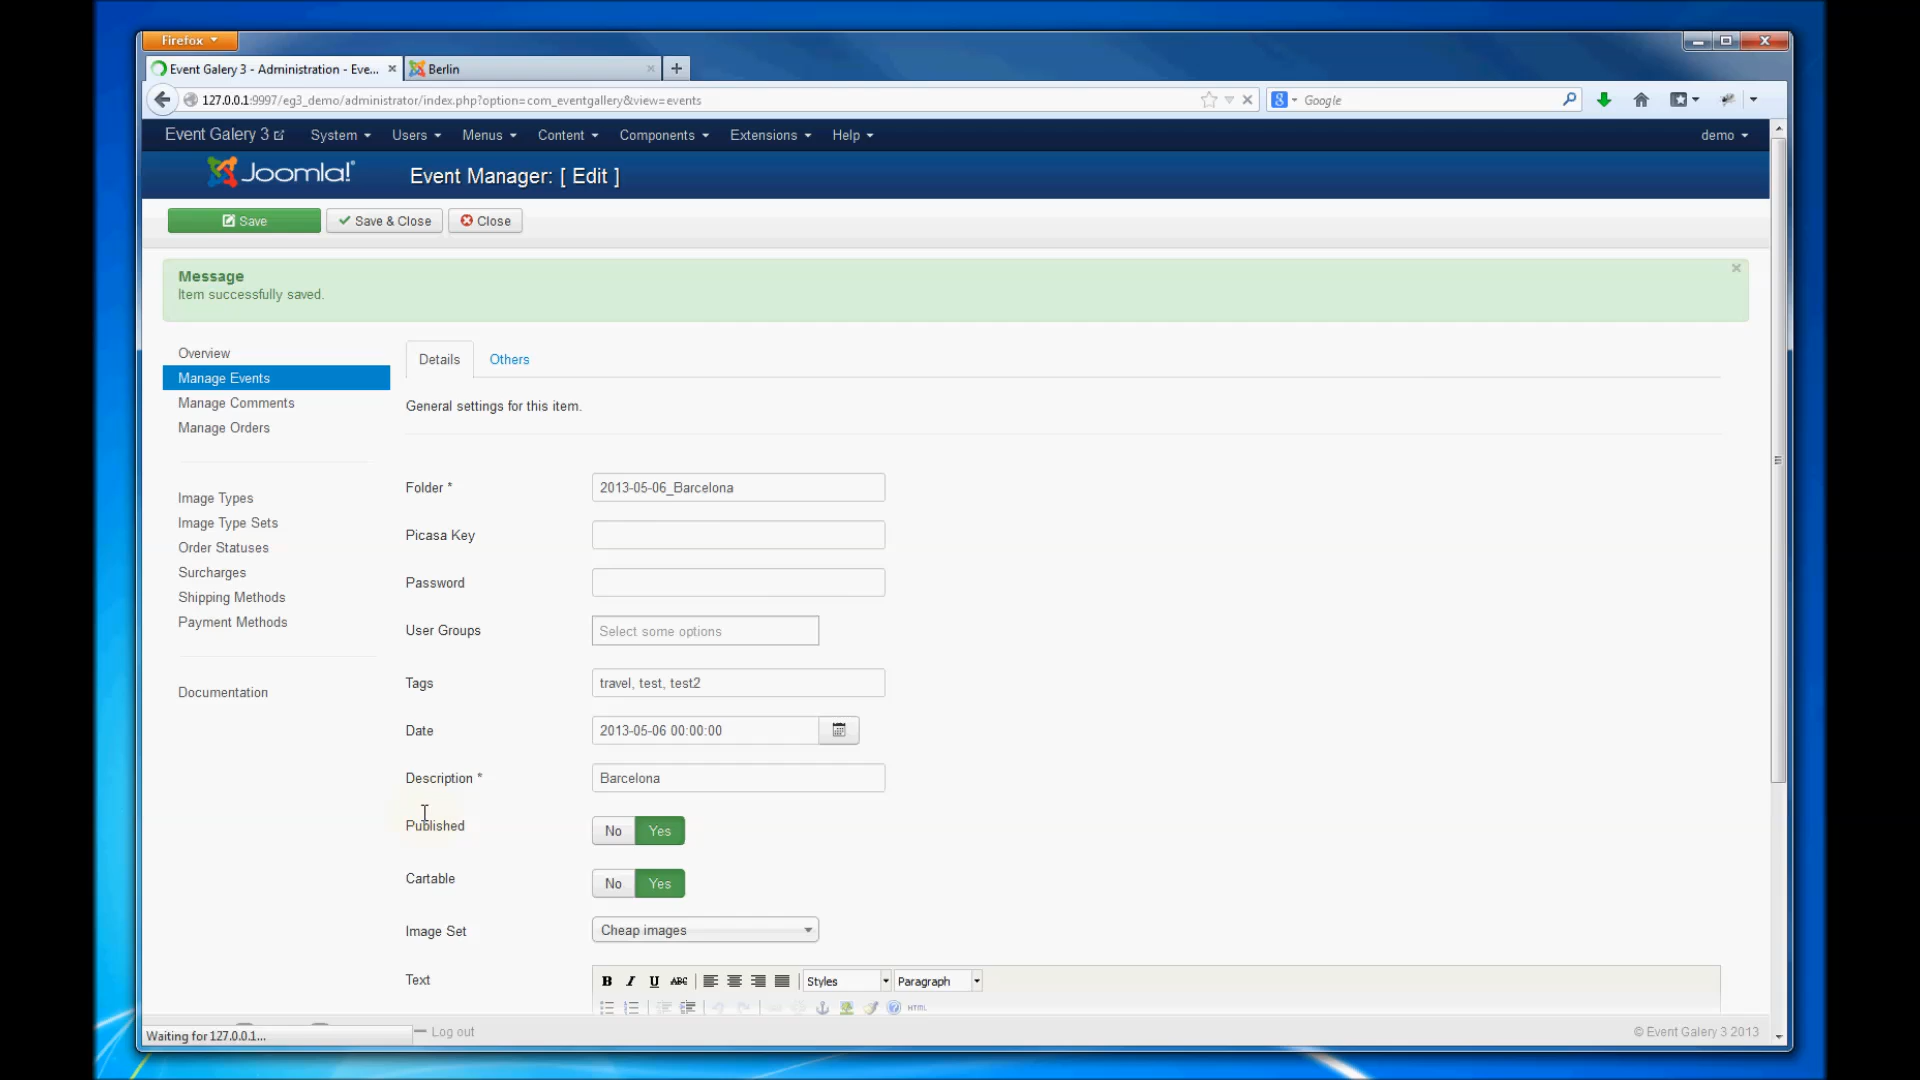 Firefox
Event Galery 3 - Administration - Eve...
Berlin
127.0.0.1:9997/eg3_demo/administrator/index.php?option=com_eventgallery&view=events
Google
Event Galery 3 System Users Menus Content Components Extensions Help demo
Joomla!
Event Manager: [ Edit ]
Save Save & Close Close
Message
Item successfully saved.
Overview
Manage Events
Manage Comments
Manage Orders
Image Types
Image Type Sets
Order Statuses
Surcharges
Shipping Methods
Payment Methods
Documentation
Details Others
General settings for this item.
Folder * 2013-05-06_Barcelona
Picasa Key
Password
User Groups Select some options
Tags travel, test, test2
Date 2013-05-06 00:00:00
Description * Barcelona
Published No Yes
Cartable No Yes
Image Set Cheap images
Text B I U ABC Styles Paragraph
HTML
Waiting for 127.0.0.1...
Log out
© Event Galery 3 2013